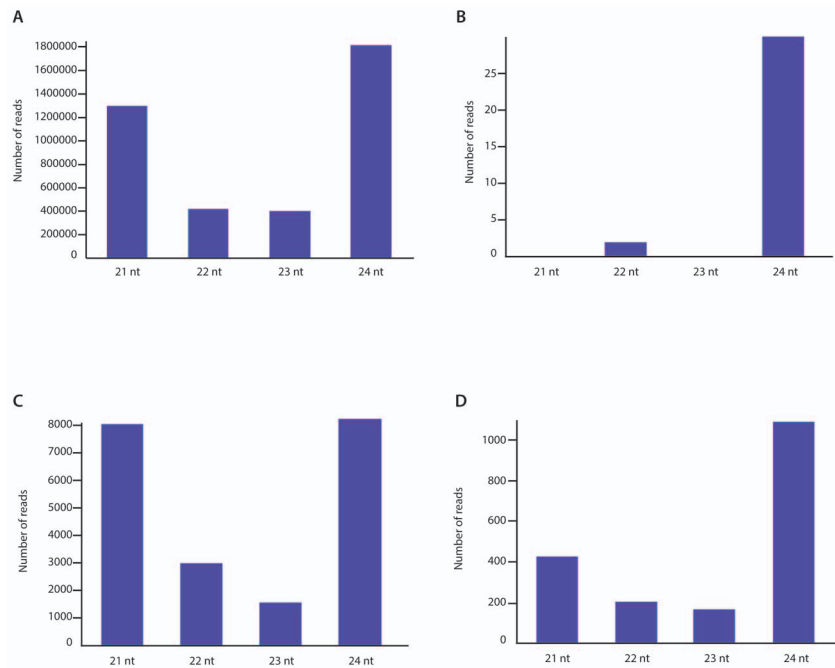 A
Number of reads
1800000
1600000
1400000
1200000
1000000
800000
600000
400000
200000
0
21 nt 22 nt 23 nt 24 nt
B
Number of reads
25
20
15
10
5
0
21 nt 22 nt 23 nt 24 nt
C
Number of reads
8000
7000
6000
5000
4000
3000
2000
1000
0
21 nt 22 nt 23 nt 24 nt
D
Number of reads
1000
800
600
400
200
0
21 nt 22 nt 23 nt 24 nt